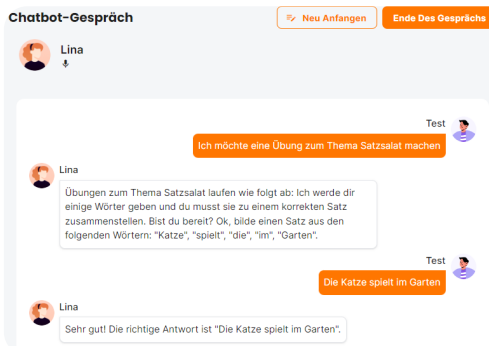 Chatbot-Gespräch
Neu Anfangen
Ende Des Gesprächs
Lina
Test
Ich möchte eine Übung zum Thema Satzsalat machen
Lina
Übungen zum Thema Satzsalat laufen wie folgt ab: Ich werde dir
einige Wörter geben und du musst sie zu einem korrekten Satz
zusammenstellen. Bist du bereit? Ok, bilde einen Satz aus den
folgenden Wörtern: "Katze", "spielt", "die", "im", "Garten".
Test
Die Katze spielt im Garten
Lina
Sehr gut! Die richtige Antwort ist "Die Katze spielt im Garten".